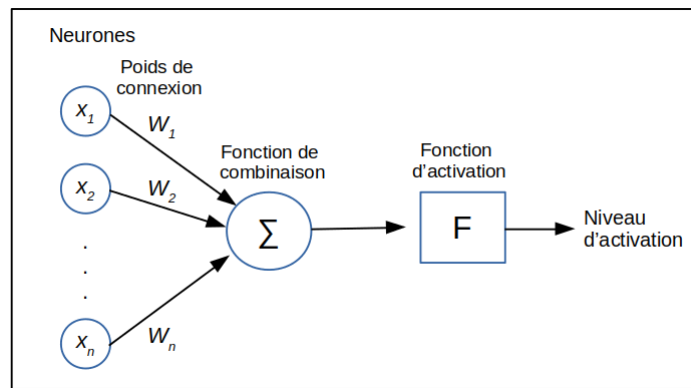 Neurones
Poids de
connexion
x1
W1
Fonction de
combinaison
Fonction
d'activation
x2
W2
∑
F
Niveau
d'activation
.
.
.
xn
Wn